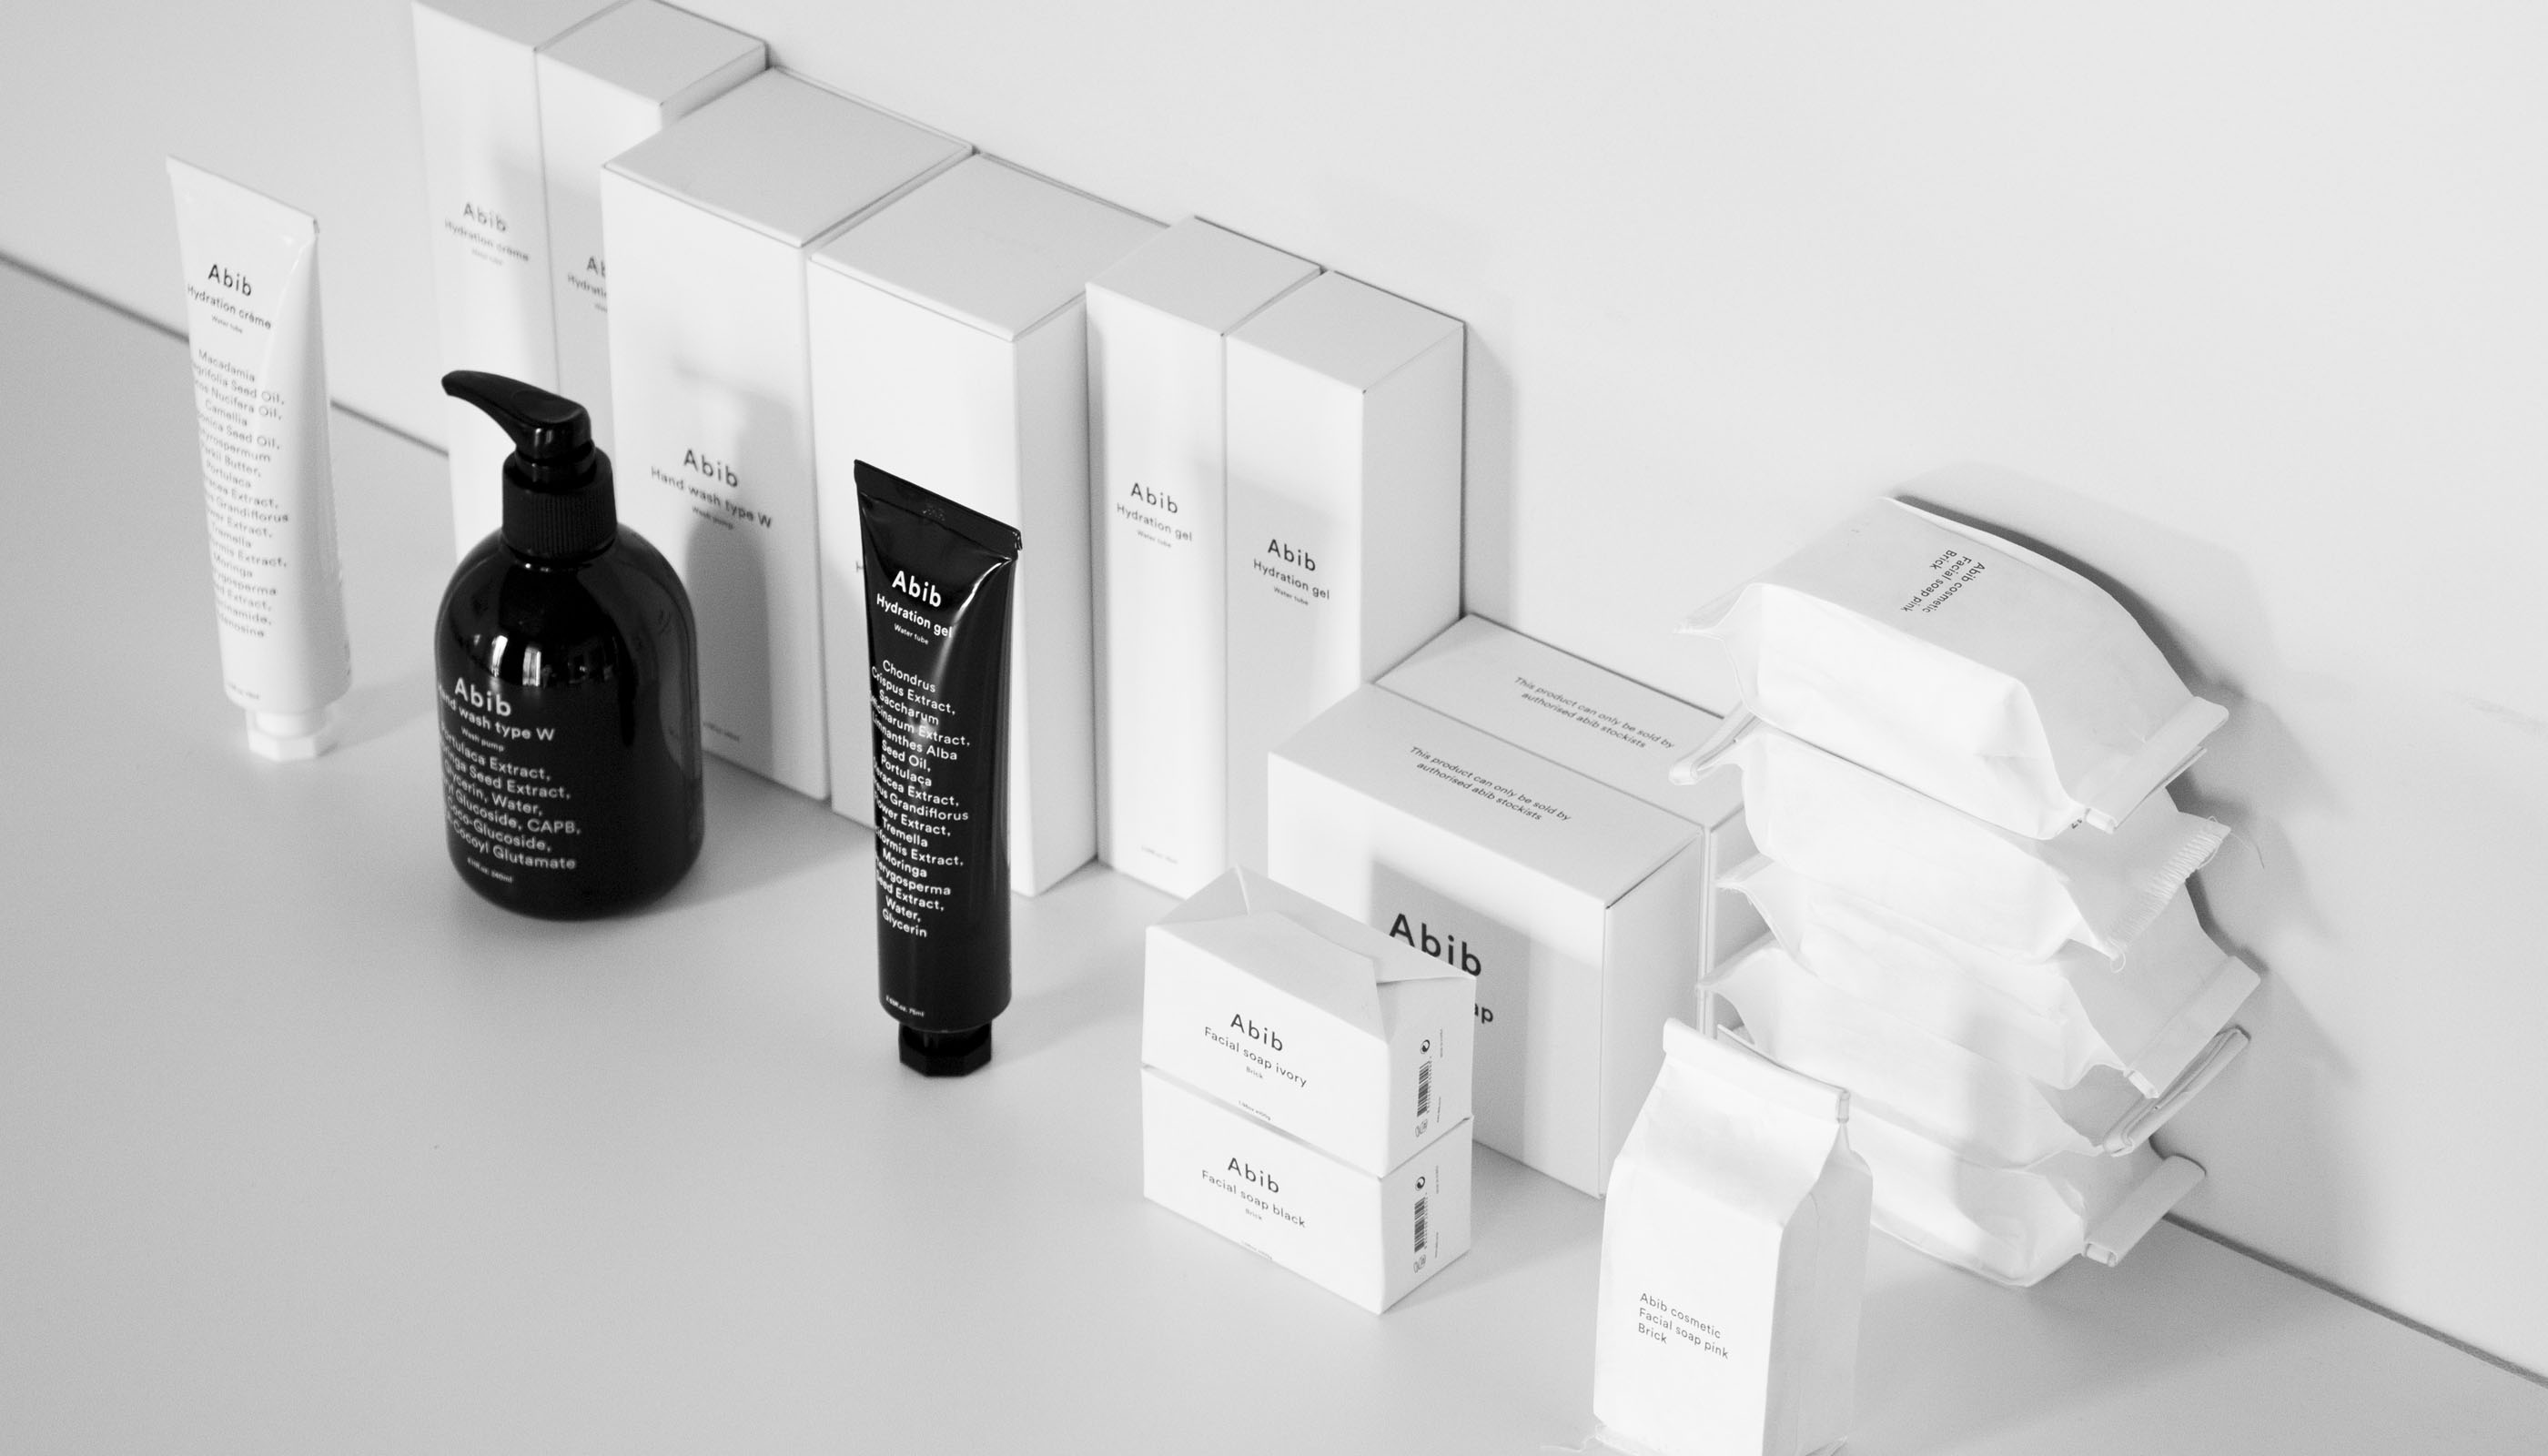 Abib
Hydration crème
Water tube
Macadamia
Seed Oil,
Nucifera Oil,
Camellia
Seed Oil,
Butter,
Portulaca
Extract,
Grandiflorus
Extract,
Tremella
Extract,
Moringa
Extract,
Abib
Hydration crème
Water tube
Abib
Hand wash type W
Wash pump
Abib
wash type W
Wash pump
Portulaca Extract,
Seed Extract,
Glycerin, Water,
Glucoside, CAPB,
Coco-Glucoside,
Cocoyl Glutamate
Abib
Hydration gel
Water tube
Chondrus
Crispus Extract,
Saccharum
Extract,
Alba
Seed Oil,
Portulaca
Extract,
Grandiflorus
Flower Extract,
Tremella
Extract,
Moringa
Seed Extract,
Water,
Glycerin
Abib
Hydration gel
Water tube
Abib
Hydration gel
Water tube
This product can only be sold by
authorised abib stockists
This product can only be sold by
authorised abib stockists
Abib
Abib
Facial soap ivory
Brick
Abib
Facial soap black
Brick
Abib cosmetic
Facial soap pink
Brick
Abib cosmetic
Facial soap pink
Brick